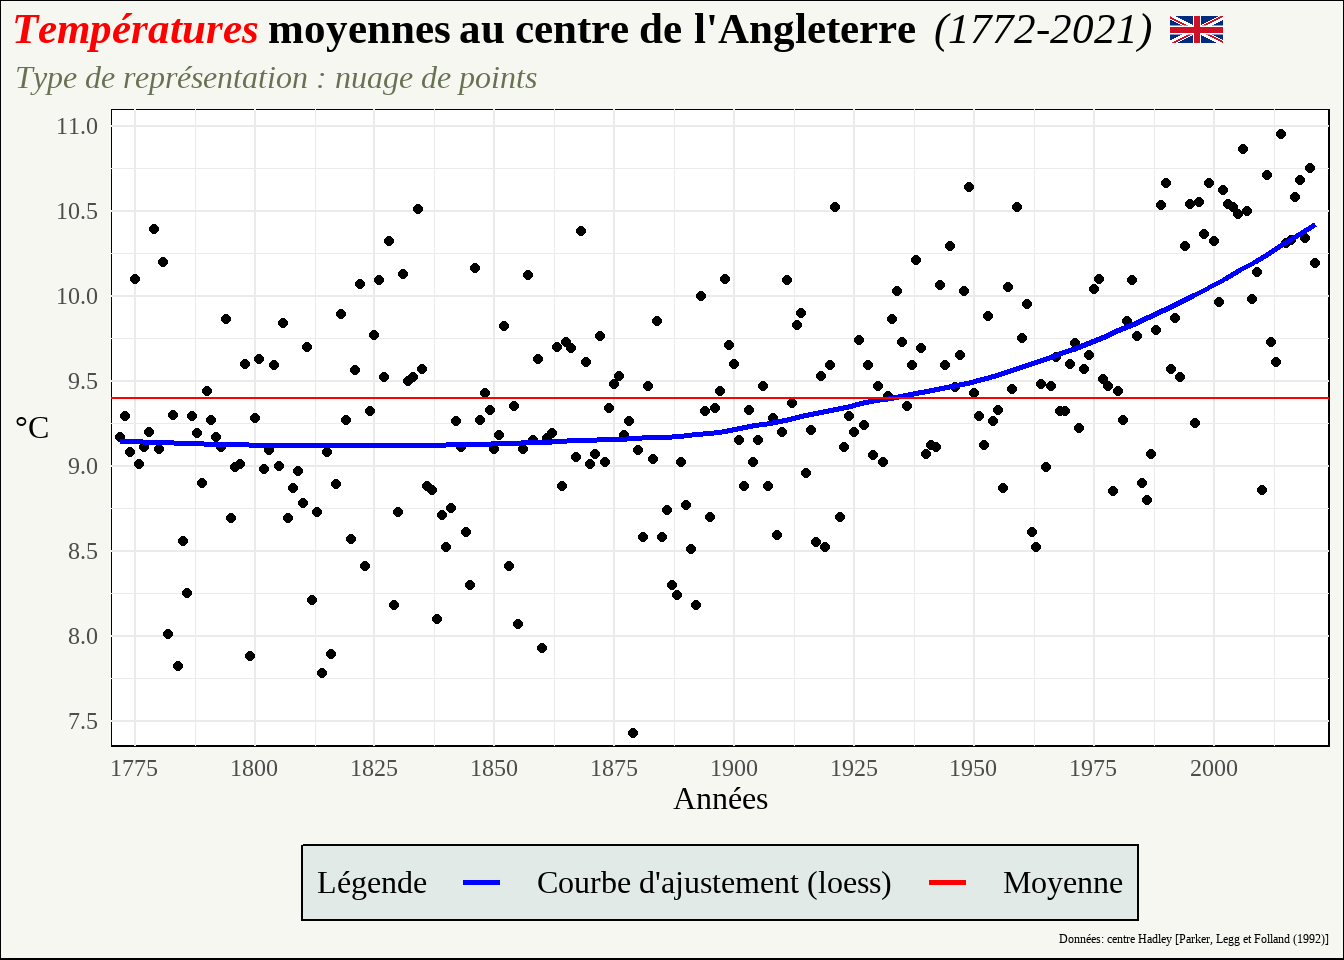 Températures moyennes au centre de l'Angleterre (1772-2021)
Type de représentation : nuage de points
11.0
10.5
10.0
9.5
°C
9.0
8.5
8.0
7.5
1775 1800 1825 1850 1875 1900 1925 1950 1975 2000
Années
Légende Courbe d'ajustement (loess) Moyenne
Données: centre Hadley [Parker, Legg et Folland (1992)]